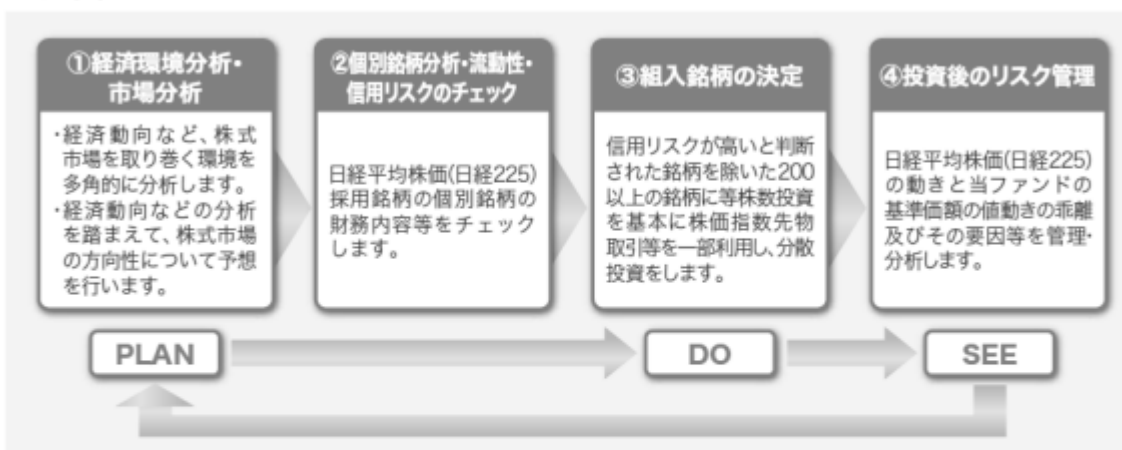 ①経済環境分析・
市場分析
・経済動向など、株式
市場を取り巻く環境を
多角的に分析します。
・経済動向などの分析
を踏まえて、株式市場
の方向性について予想
を行います。
②個別銘柄分析・流動性・
信用リスクのチェック
日経平均株価(日経225)
採用銘柄の個別銘柄の
財務内容等をチェック
します。
③組入銘柄の決定
信用リスクが高いと判断
された銘柄を除いた200
以上の銘柄に等株数投資
を基本に株価指数先物
取引等を一部利用し、分散
投資をします。
④投資後のリスク管理
日経平均株価(日経225)
の動きと当ファンドの
基準価額の値動きの乖離
及びその要因等を管理・
分析します。
PLAN
DO
SEE